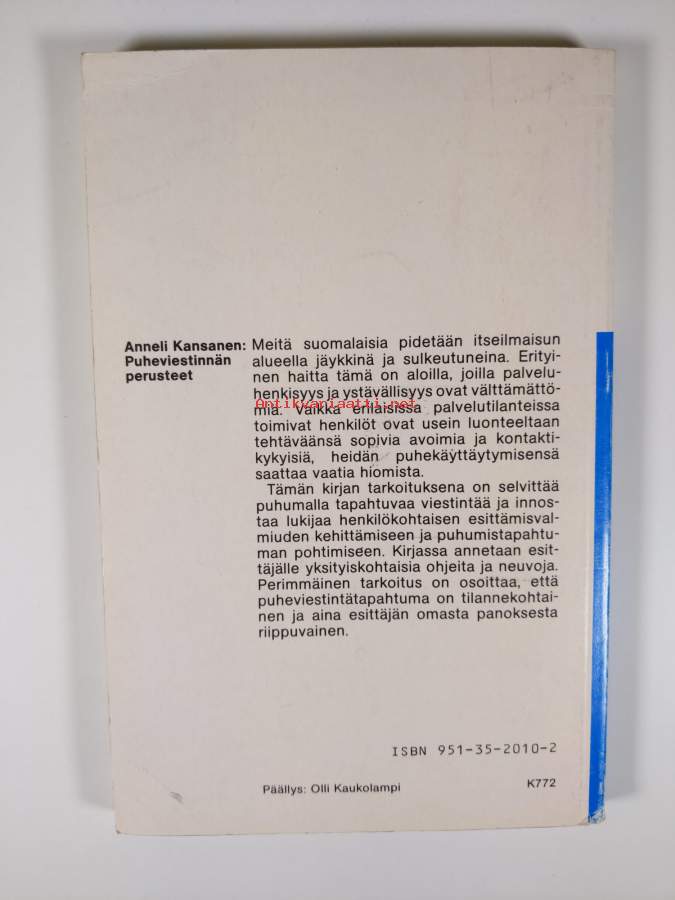 Anneli Kansanen:
Puheviestinnän
perusteet
Meitä suomalaisia pidetään itseilmaisun
alueella jäykkinä ja sulkeutuneina. Erityi-
nen haitta tämä on aloilla, joilla palvelu-
henkisyys ja ystävällisyys ovat välttämättö-
miä. Vaikka erilaisissa palvelutilanteissa
toimivat henkilöt ovat usein luonteeltaan
tehtäväänsä sopivia avoimia ja kontakti-
kykyisiä, heidän puhekäyttäytymisensä
saattaa vaatia hiomista.
Tämän kirjan tarkoituksena on selvittää
puhumalla tapahtuvaa viestintää ja innos-
taa lukijaa henkilökohtaisen esittämisval-
miuden kehittämiseen ja puhumistapahtu-
man pohtimiseen. Kirjassa annetaan esit-
täjälle yksityiskohtaisia ohjeita ja neuvoja.
Perimmäinen tarkoitus on osoittaa, että
puheviestintätapahtuma on tilannekohtai-
nen ja aina esittäjän omasta panoksesta
riippuvainen.
Antikvariaatti.net
ISBN 951-35-2010-2
Päällys: Olli Kaukolampi
K772